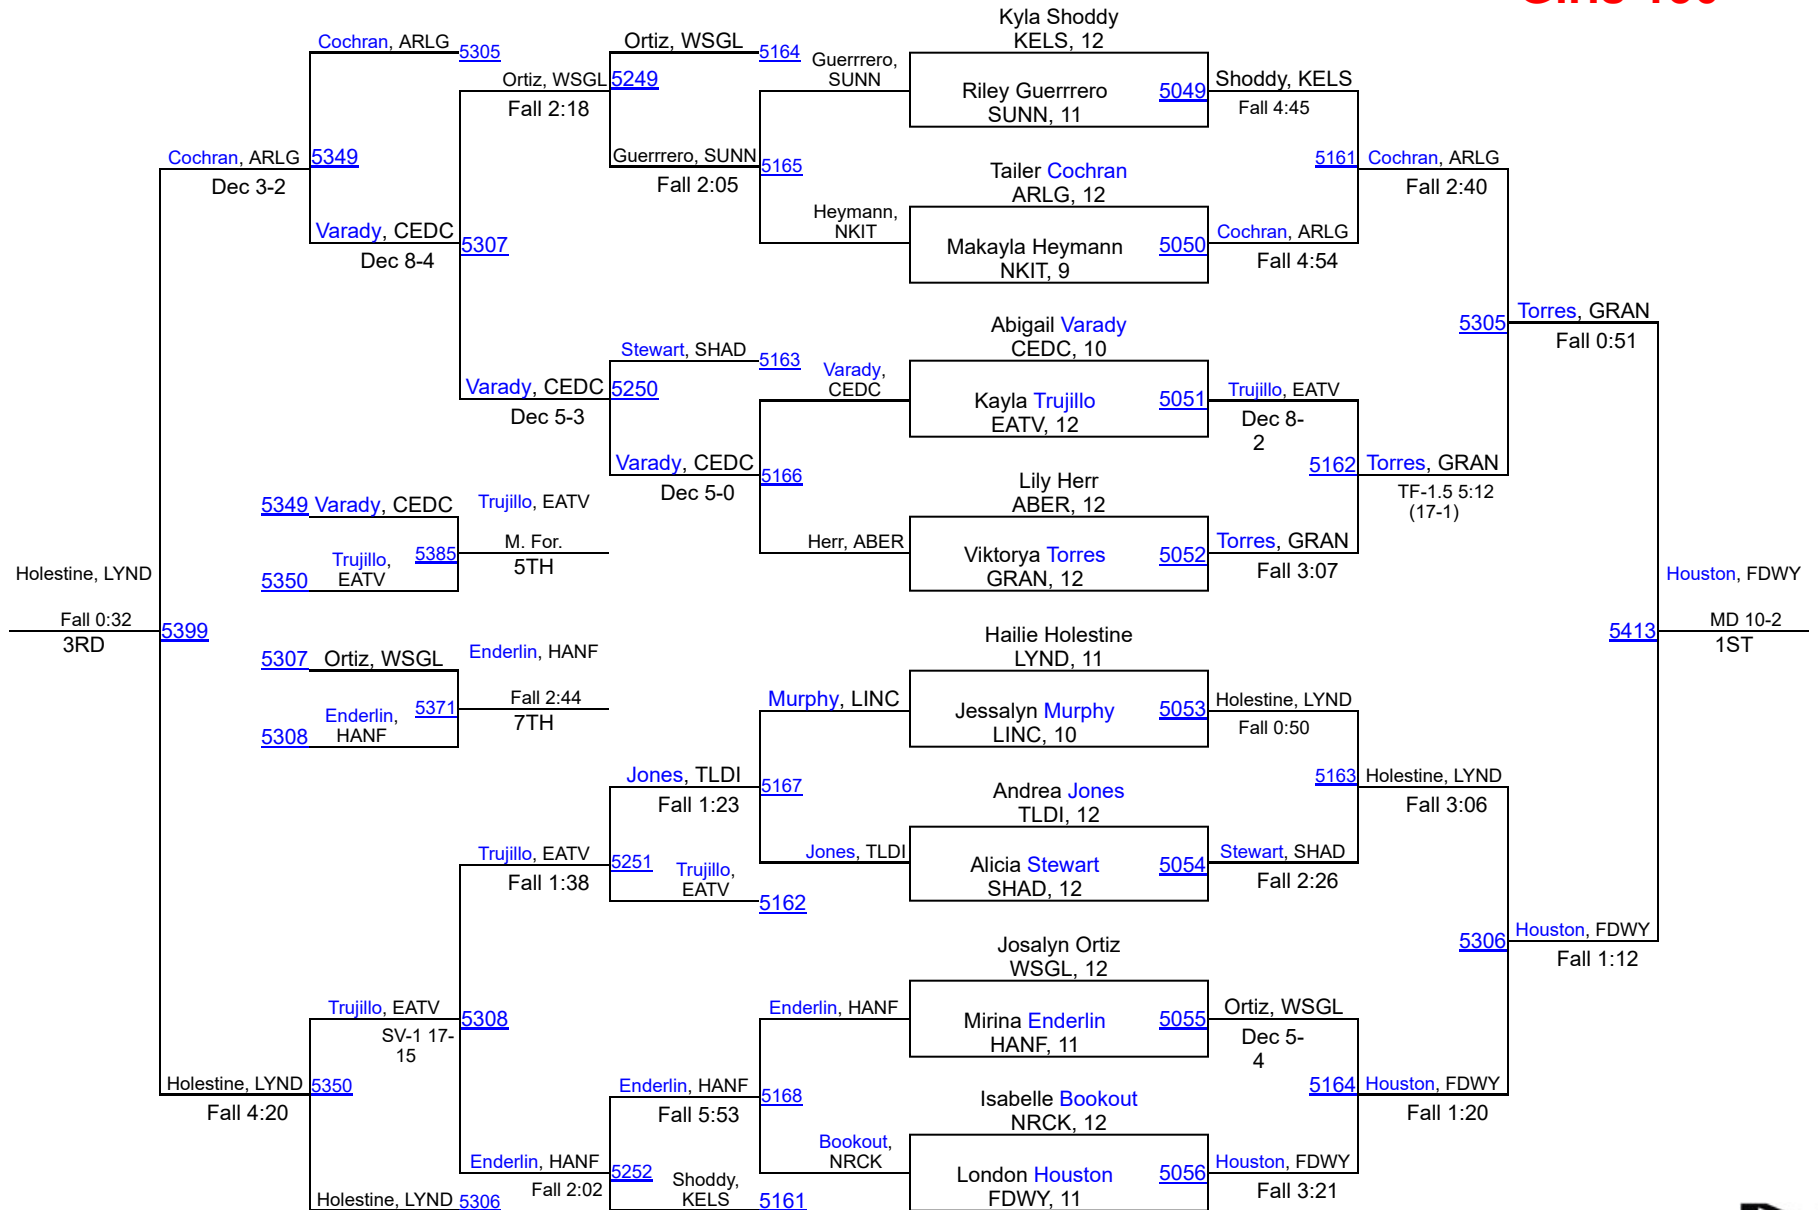 Kyla Shoddy
KELS, 12
Cochran, ARLG
5305
Ortiz, WSGL
5164
Guerrrero,
SUNN
Ortiz, WSGL
5249
Fall 2:18
Riley Guerrrero
SUNN, 11
5049
Shoddy, KELS
Fall 4:45
Cochran, ARLG
5349
Dec 3-2
Guerrrero, SUNN
5165
Fall 2:05
Tailer Cochran
ARLG, 12
5161
Cochran, ARLG
Fall 2:40
Varady, CEDC
5307
Dec 8-4
Heymann,
NKIT
Makayla Heymann
NKIT, 9
5050
Cochran, ARLG
Fall 4:54
Abigail Varady
CEDC, 10
5305
Torres, GRAN
Fall 0:51
Stewart, SHAD
5163
Varady,
CEDC
Varady, CEDC
5250
Dec 5-3
Kayla Trujillo
EATV, 12
5051
Trujillo, EATV
Dec 8-
2
Varady, CEDC
5166
Dec 5-0
Lily Herr
ABER, 12
5162
Torres, GRAN
TF-1.5 5:12
(17-1)
5349
Varady, CEDC
Trujillo, EATV
5385
M. For.
5TH
Trujillo,
EATV
5350
Herr, ABER
Viktorya Torres
GRAN, 12
5052
Torres, GRAN
Fall 3:07
Holestine, LYND
Fall 0:32
3RD
5399
Houston, FDWY
5413
MD 10-2
1ST
Hailie Holestine
LYND, 11
5307
Ortiz, WSGL
Enderlin, HANF
5371
Fall 2:44
7TH
Enderlin,
HANF
5308
Murphy, LINC
Jessalyn Murphy
LINC, 10
5053
Holestine, LYND
Fall 0:50
Jones, TLDI
5167
Fall 1:23
Andrea Jones
TLDI, 12
5163
Holestine, LYND
Fall 3:06
Trujillo, EATV
5251
Fall 1:38
Trujillo,
EATV
5162
Jones, TLDI
Alicia Stewart
SHAD, 12
5054
Stewart, SHAD
Fall 2:26
Josalyn Ortiz
WSGL, 12
5306
Houston, FDWY
Fall 1:12
Trujillo, EATV
5308
SV-1 17-
15
Enderlin, HANF
Mirina Enderlin
HANF, 11
5055
Ortiz, WSGL
Dec 5-
4
Holestine, LYND
5350
Fall 4:20
Enderlin, HANF
5168
Fall 5:53
Isabelle Bookout
NRCK, 12
5164
Houston, FDWY
Fall 1:20
Enderlin, HANF
5252
Fall 2:02
Bookout,
NRCK
London Houston
FDWY, 11
5056
Houston, FDWY
Fall 3:21
Holestine, LYND
5306
Shoddy,
KELS
5161